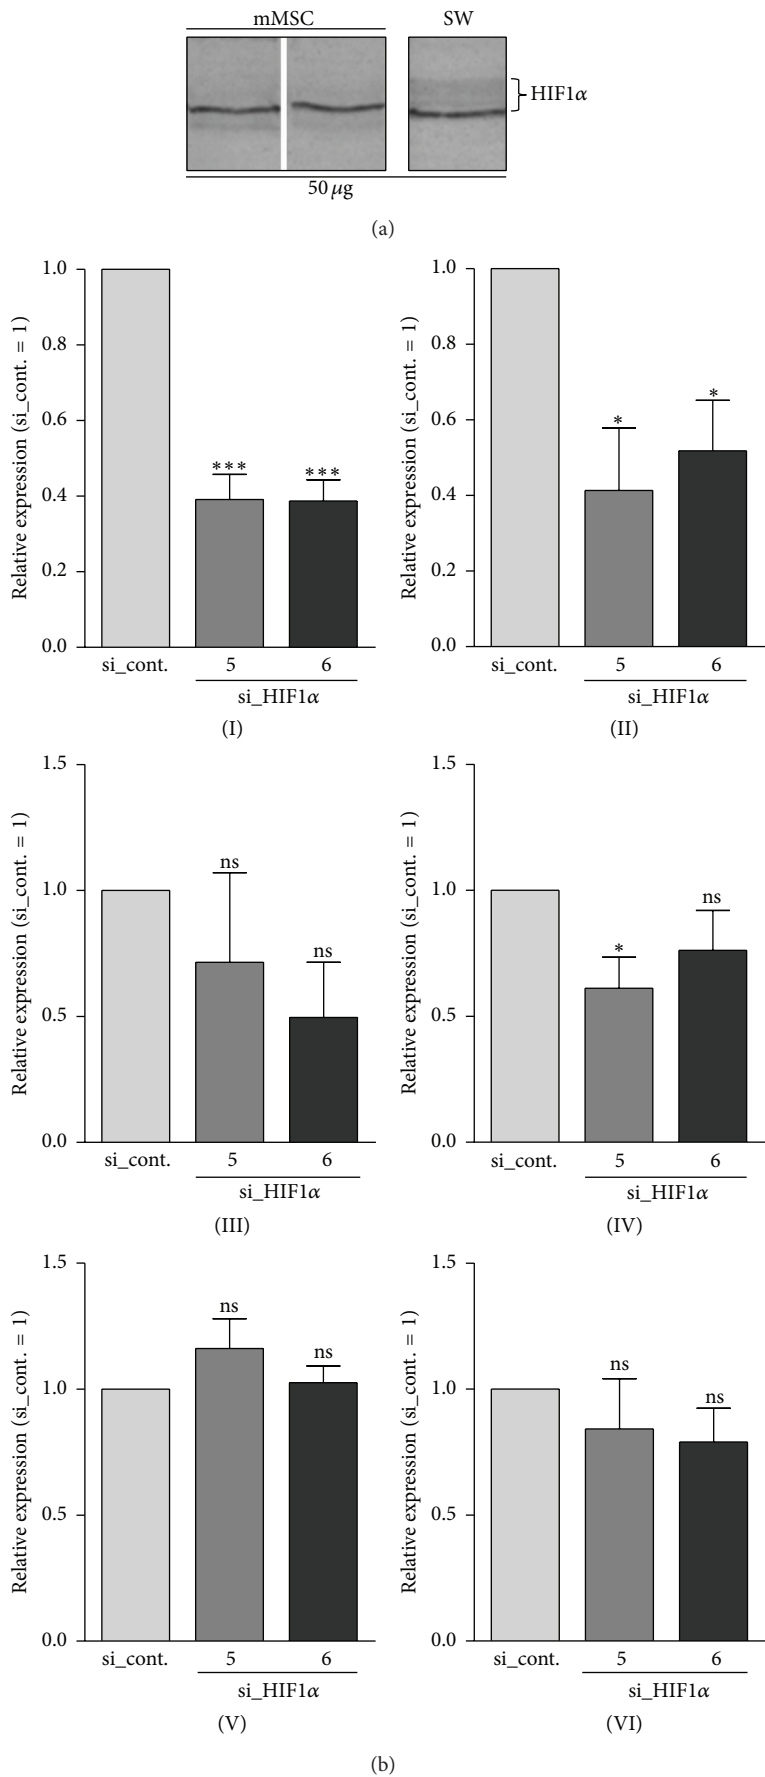 mMSC SW
HIF1α
50 μg
(a)
Relative expression (si_cont. = 1)
1.0
0.8
0.6
0.4
0.2
0.0
*** ***
si_cont. 5 6
si_HIF1α
(I)
Relative expression (si_cont. = 1)
1.0
0.8
0.6
0.4
0.2
0.0
* *
si_cont. 5 6
si_HIF1α
(II)
Relative expression (si_cont. = 1)
1.5
1.0
0.5
0.0
ns ns
si_cont. 5 6
si_HIF1α
(III)
Relative expression (si_cont. = 1)
1.5
1.0
0.5
0.0
* ns
si_cont. 5 6
si_HIF1α
(IV)
Relative expression (si_cont. = 1)
1.5
1.0
0.5
0.0
ns ns
si_cont. 5 6
si_HIF1α
(V)
Relative expression (si_cont. = 1)
1.5
1.0
0.5
0.0
ns ns
si_cont. 5 6
si_HIF1α
(VI)
(b)